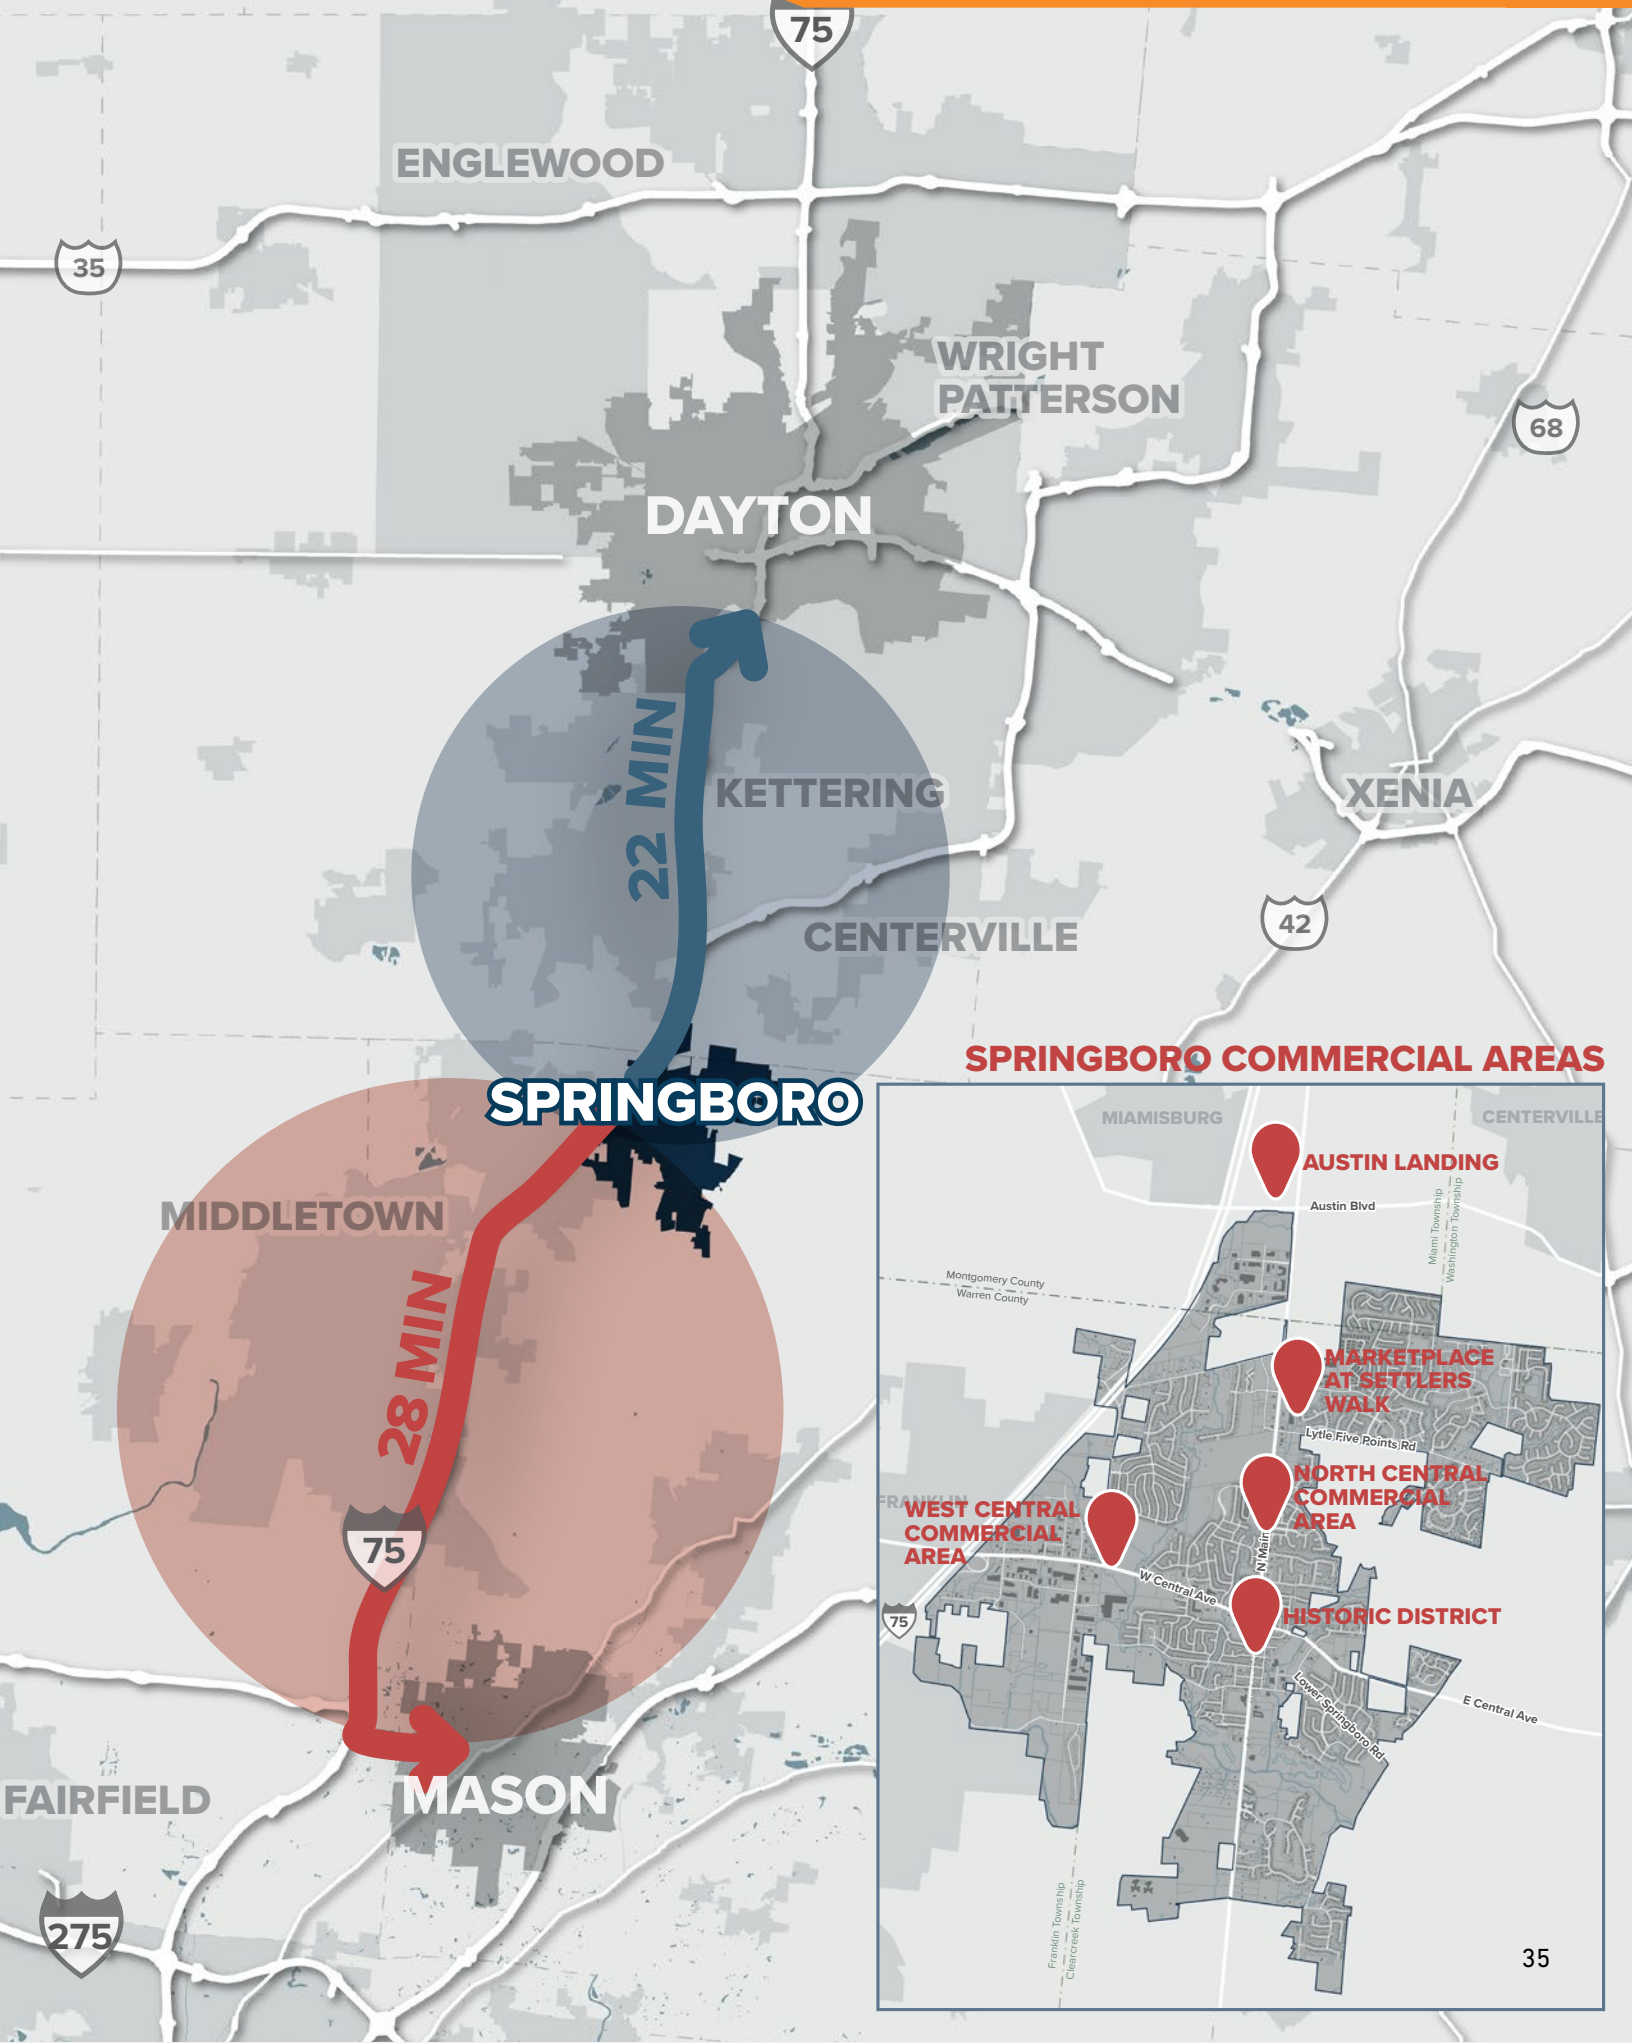 75
ENGLEWOOD
35
WRIGHT
PATTERSON
68
DAYTON
22 MIN
KETTERING
XENIA
42
CENTERVILLE
SPRINGBORO
MIDDLETOWN
28 MIN
75
MASON
FAIRFIELD
275
SPRINGBORO COMMERCIAL AREAS
MIAMISBURG
CENTERVILLE
AUSTIN LANDING
Austin Blvd
Miami Township
Washington Township
Montgomery County
Warren County
MARKETPLACE
AT SETTLERS
WALK
Lytle Five Points Rd
NORTH CENTRAL
COMMERCIAL
AREA
FRANKLIN
WEST CENTRAL
COMMERCIAL
AREA
N Main
W Central Ave
75
HISTORIC DISTRICT
Lower Springboro Rd
E Central Ave
Franklin Township
Clearcreek Township
35